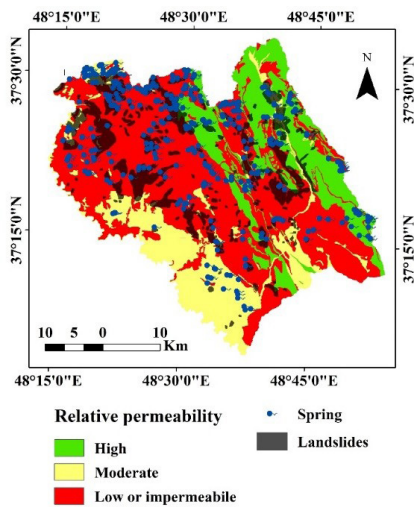 48°15'0"E 48°30'0"E 48°45'0"E
N
37°30'0"N 37°30'0"N
37°15'0"N 37°15'0"N
10 5 0 10
Km
48°15'0"E 48°30'0"E 48°45'0"E
Relative permeability
Spring
High
Landslides
Moderate
Low or impermeabile